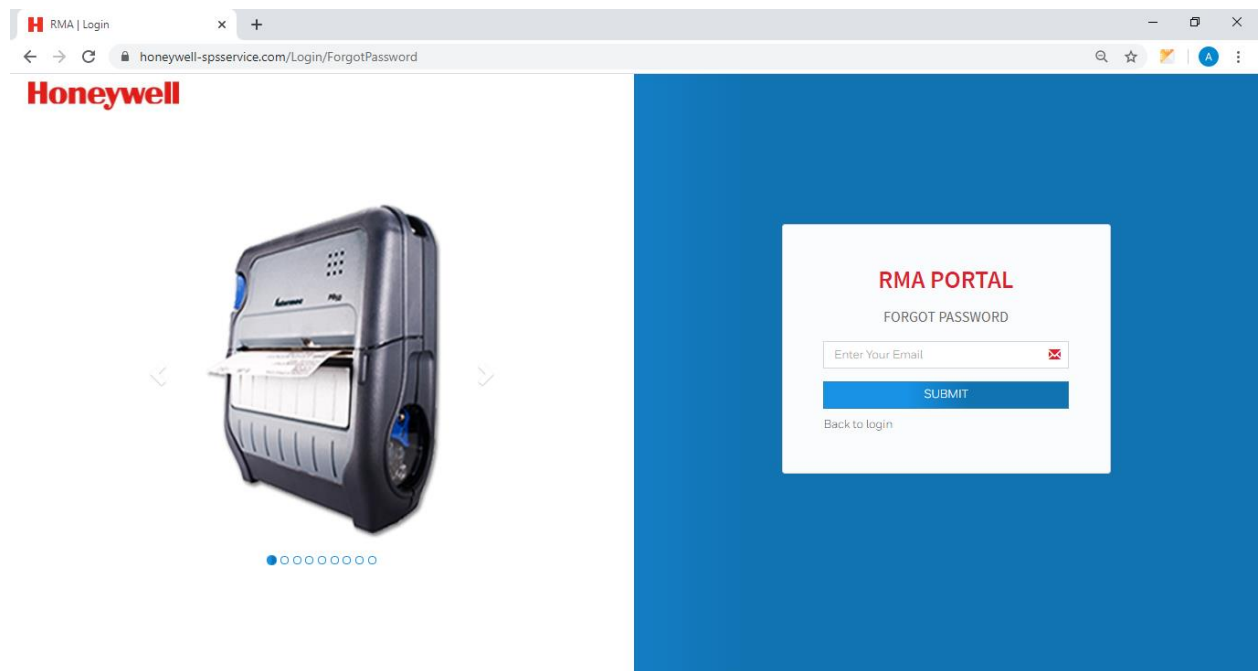 RMA | Login
honeywell-spsservice.com/Login/ForgotPassword
A
Honeywell
Intermec
RMA PORTAL
FORGOT PASSWORD
Enter Your Email
SUBMIT
Back to login